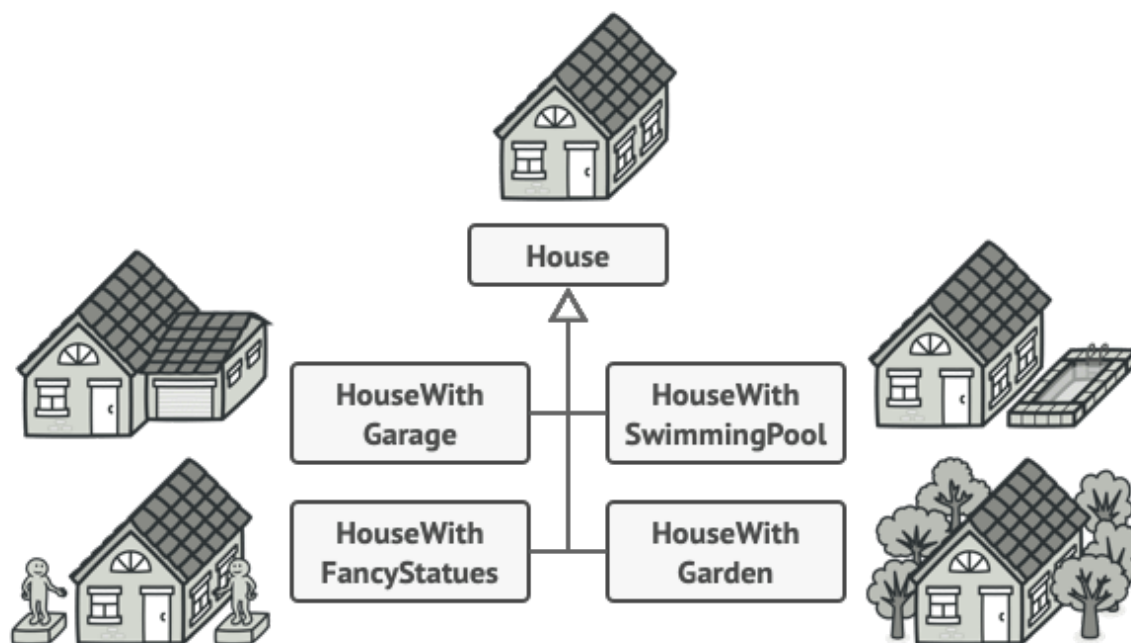 House
HouseWith
Garage
HouseWith
SwimmingPool
HouseWith
FancyStatues
HouseWith
Garden